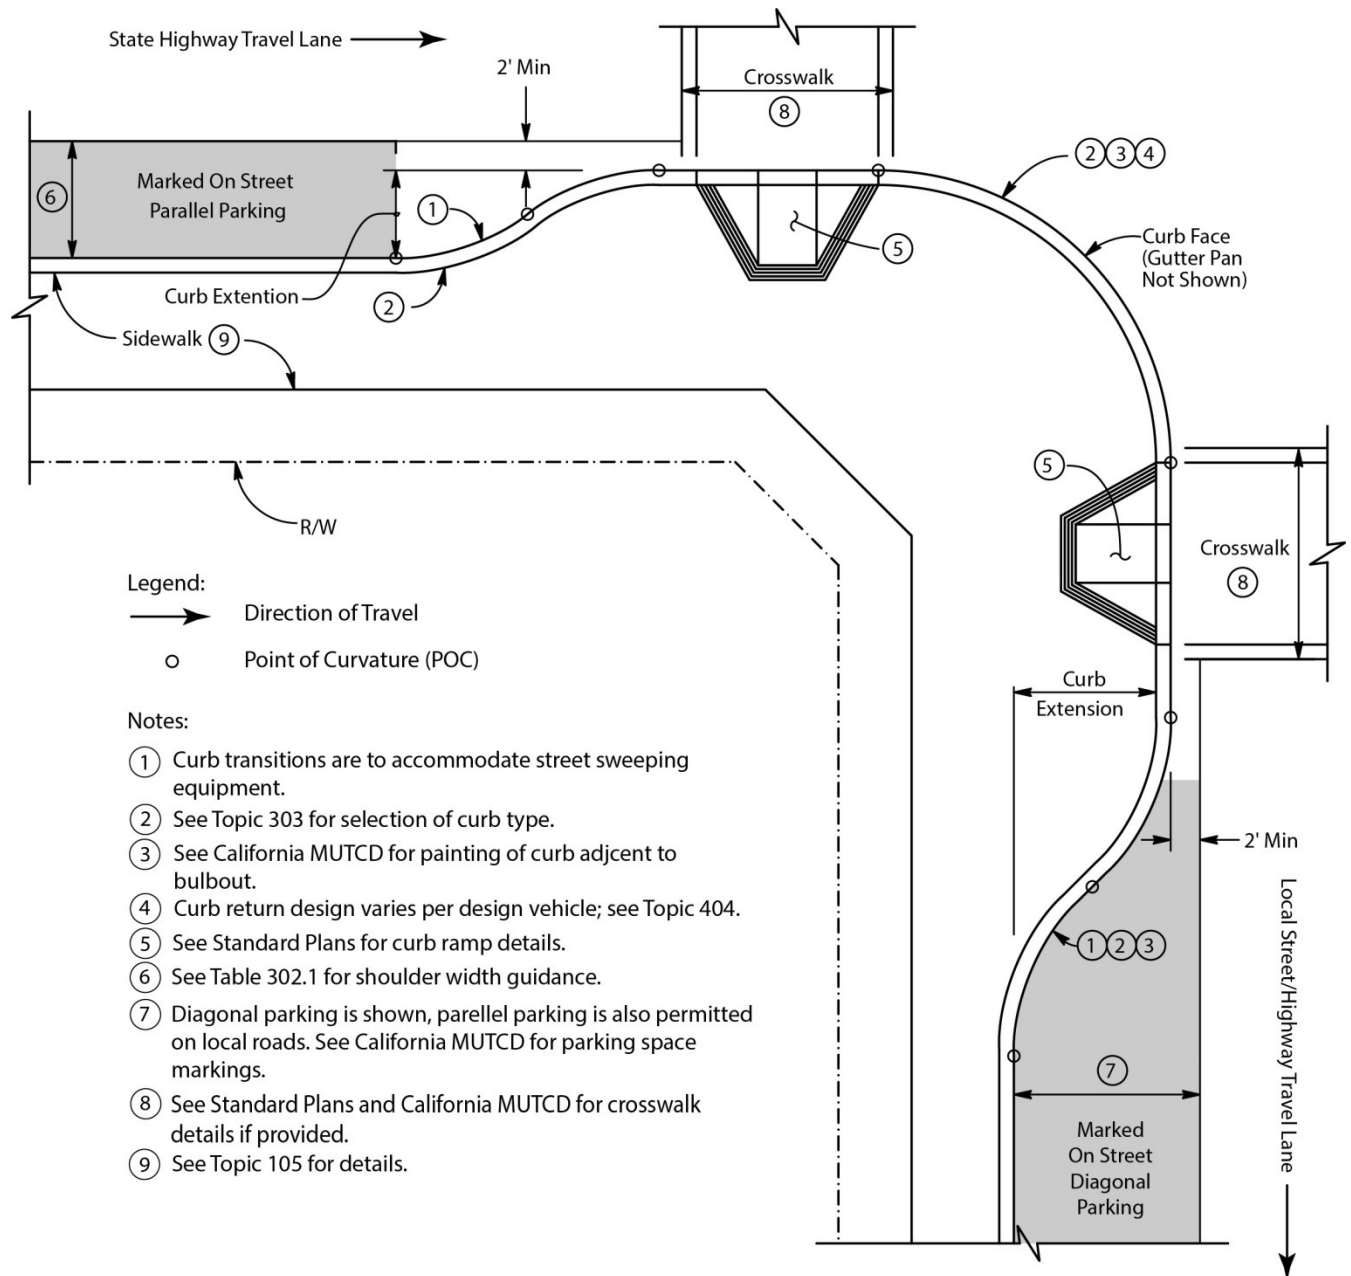 State Highway Travel Lane
2' Min
Crosswalk
8
2 3 4
6
Marked On Street
Parallel Parking
1
5
Curb Face
(Gutter Pan
Not Shown)
Curb Extention
2
Sidewalk 9
R/W
5
Crosswalk
8
Legend:
Direction of Travel
Point of Curvature (POC)
Curb
Extension
Notes:
1 Curb transitions are to accommodate street sweeping
equipment.
2 See Topic 303 for selection of curb type.
3 See California MUTCD for painting of curb adjcent to
bulbout.
4 Curb return design varies per design vehicle; see Topic 404.
5 See Standard Plans for curb ramp details.
6 See Table 302.1 for shoulder width guidance.
7 Diagonal parking is shown, parellel parking is also permitted
on local roads. See California MUTCD for parking space
markings.
8 See Standard Plans and California MUTCD for crosswalk
details if provided.
9 See Topic 105 for details.
2' Min
1 2 3
7
Marked
On Street
Diagonal
Parking
Local Street/Highway Travel Lane